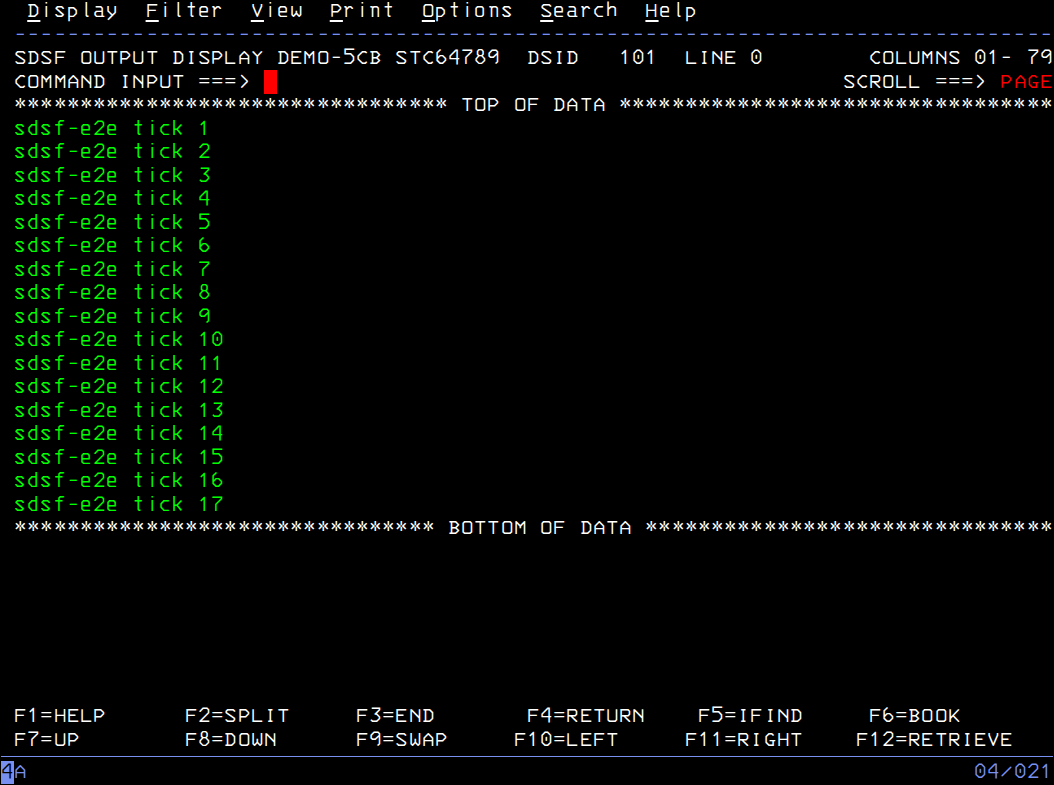 Display Filter View Print Options Search Help
-------------------------------------------------------------------------------
SDSF OUTPUT DISPLAY DEMO-5CB STC64789 DSID 101 LINE 0 COLUMNS 01- 79
COMMAND INPUT ===> SCROLL ===> PAGE
********************************* TOP OF DATA *********************************
sdsf-e2e tick 1
sdsf-e2e tick 2
sdsf-e2e tick 3
sdsf-e2e tick 4
sdsf-e2e tick 5
sdsf-e2e tick 6
sdsf-e2e tick 7
sdsf-e2e tick 8
sdsf-e2e tick 9
sdsf-e2e tick 10
sdsf-e2e tick 11
sdsf-e2e tick 12
sdsf-e2e tick 13
sdsf-e2e tick 14
sdsf-e2e tick 15
sdsf-e2e tick 16
sdsf-e2e tick 17
******************************** BOTTOM OF DATA *******************************
F1=HELP F2=SPLIT F3=END F4=RETURN F5=IFIND F6=BOOK
F7=UP F8=DOWN F9=SWAP F10=LEFT F11=RIGHT F12=RETRIEVE
4A 04/021